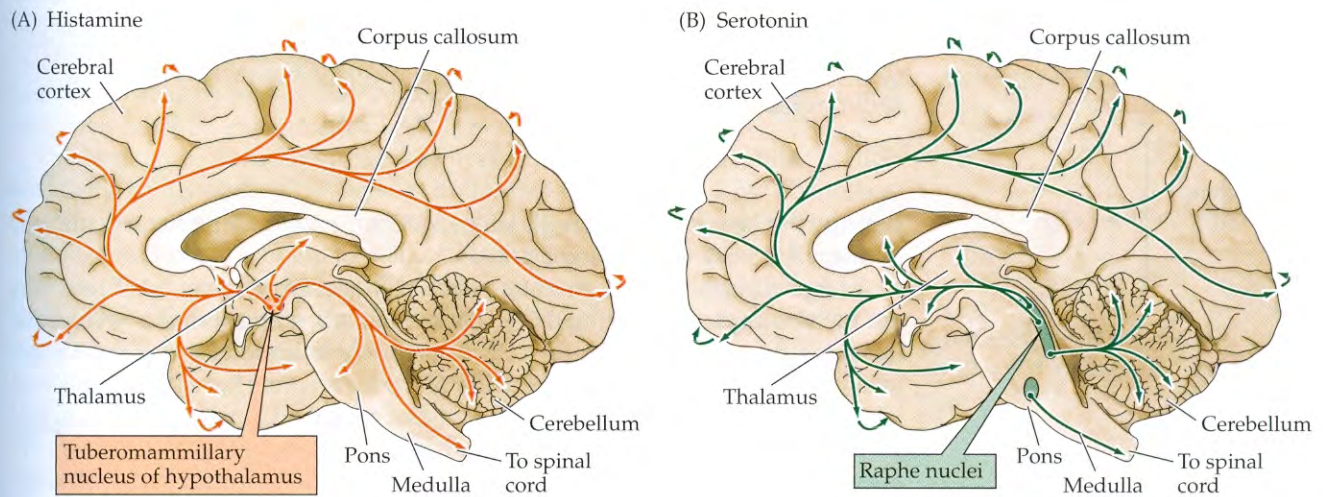 (A) Histamine
Corpus callosum
Cerebral
cortex
Thalamus
Cerebellum
Tuberomammillary
nucleus of hypothalamus
Pons
Medulla
To spinal
cord
(B) Serotonin
Corpus callosum
Cerebral
cortex
Thalamus
Cerebellum
Raphe nuclei
Pons
Medulla
To spinal
cord